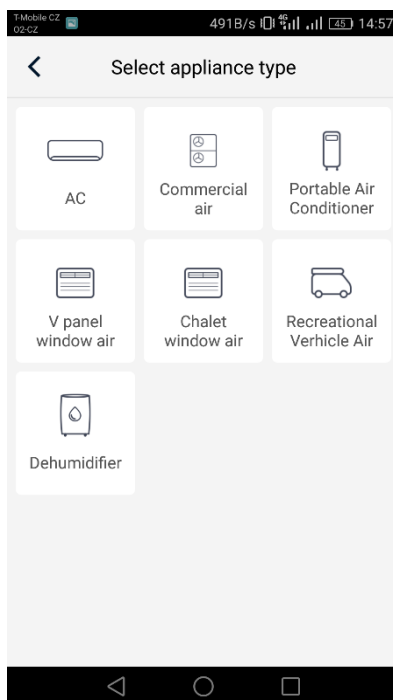 T-Mobile CZ
O2-CZ
491B/s 4G 45 14:57
Select appliance type
AC
Commercial
air
Portable Air
Conditioner
V panel
window air
Chalet
window air
Recreational
Verhicle Air
Dehumidifier